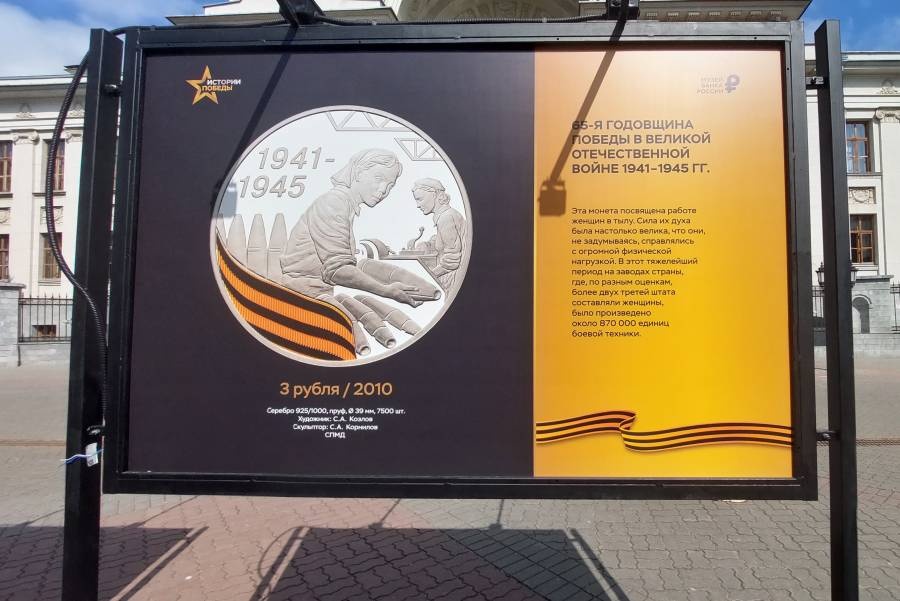 ИСТОРИИ
ПОБЕДЫ
1941-
1945
3 рубля / 2010
Серебро 925/1000, пруф, Ø 39 мм, 7500 шт.
Художник: С.А. Козлов
Скульптор: С.А. Корнилов
СПМД
МУЗЕЙ
БАНКА
РОССИИ
65-Я ГОДОВЩИНА
ПОБЕДЫ В ВЕЛИКОЙ
ОТЕЧЕСТВЕННОЙ
ВОЙНЕ 1941–1945 ГГ.
Эта монета посвящена работе
женщин в тылу. Сила их духа
была настолько велика, что они,
не задумываясь, справлялись
с огромной физической
нагрузкой. В этот тяжелейший
период на заводах страны,
где, по разным оценкам,
более двух третей штата
составляли женщины,
было произведено
около 870 000 единиц
боевой техники.